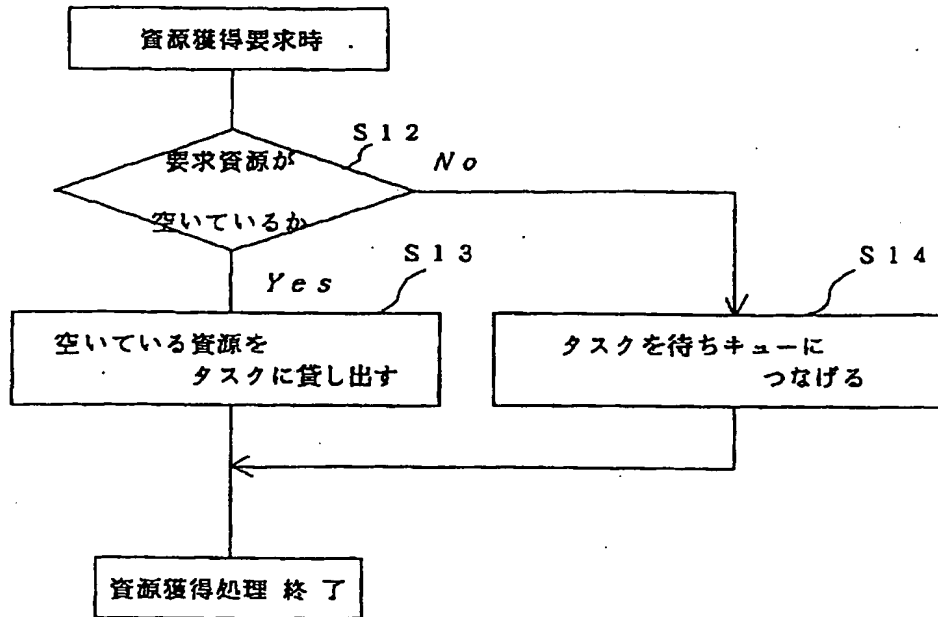 資源獲得要求時
S12
要求資源が
No
空いているか
S13
S14
Yes
空いている資源を
タスクに貸し出す
タスクを待ちキューに
つなげる
資源獲得処理 終 了